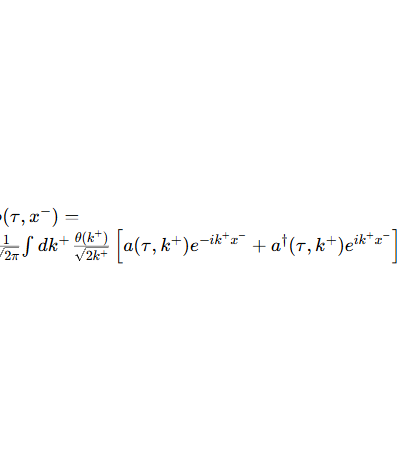 (τ, x⁻) =
1/√2π ∫ dk⁺ θ(k⁺)/√2k⁺ [a(τ, k⁺)e^{−ik⁺x⁻} + a†(τ, k⁺)e^{ik⁺x⁻}]